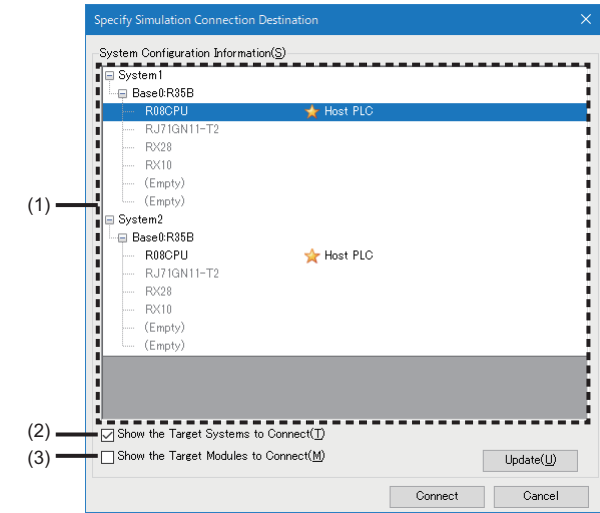 Specify Simulation Connection Destination
System Configuration Information(S)
System1
Base0:R35B
R08CPU Host PLC
RJ71GN11-T2
RX28
RX10
(Empty)
(Empty)
(1)
System2
Base0:R35B
R08CPU Host PLC
RJ71GN11-T2
RX28
RX10
(Empty)
(Empty)
(2) Show the Target Systems to Connect(T)
(3) Show the Target Modules to Connect(M)
Update(U)
Connect Cancel